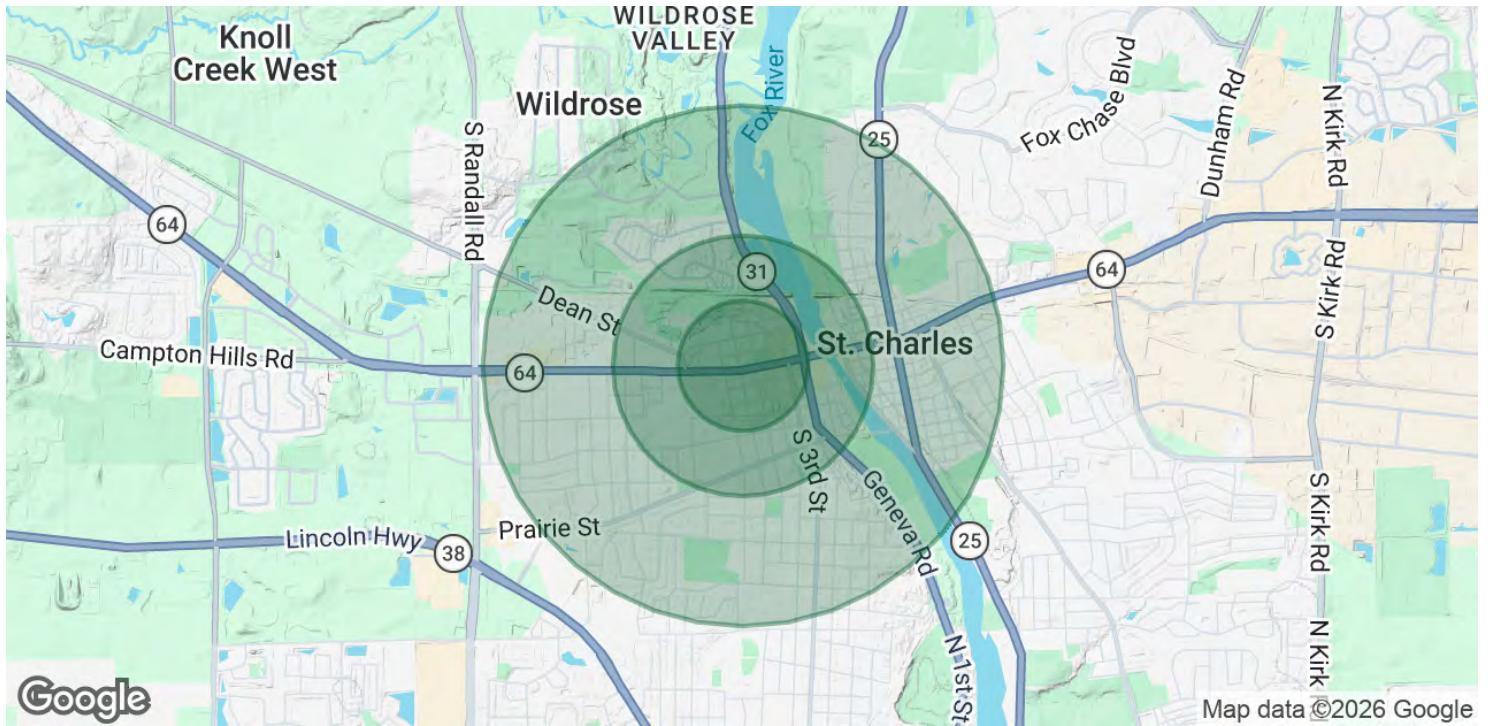 WILDROSE
VALLEY
Knoll
Creek West
Wildrose
Fox River
Fox Chase Blvd
Dunham Rd
N Kirk Rd
S Randall Rd
25
64
31
64
S Kirk Rd
Dean St
St. Charles
Campton Hills Rd
64
S 3rd St
Geneva Rd
S Kirk Rd
Prairie St
Lincoln Hwy
38
25
N 1st St
N Kirk
Google
Map data ©2026 Google